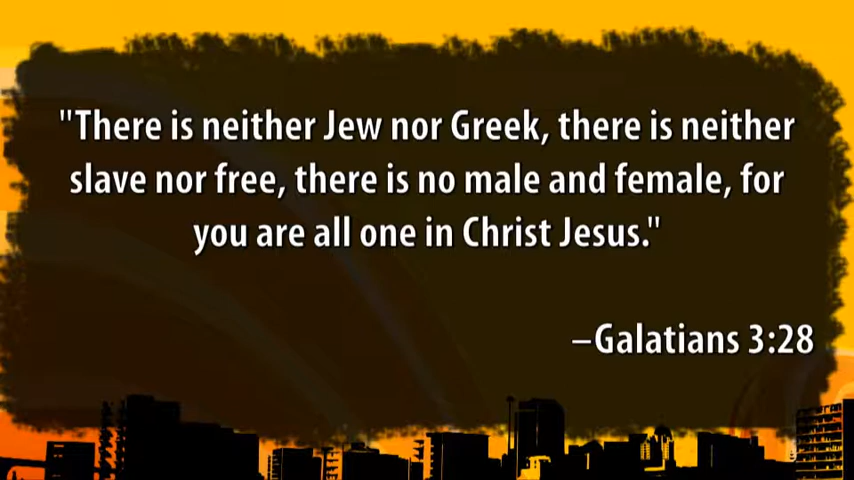 "There is neither Jew nor Greek, there is neither
slave nor free, there is no male and female, for
you are all one in Christ Jesus."
–Galatians 3:28